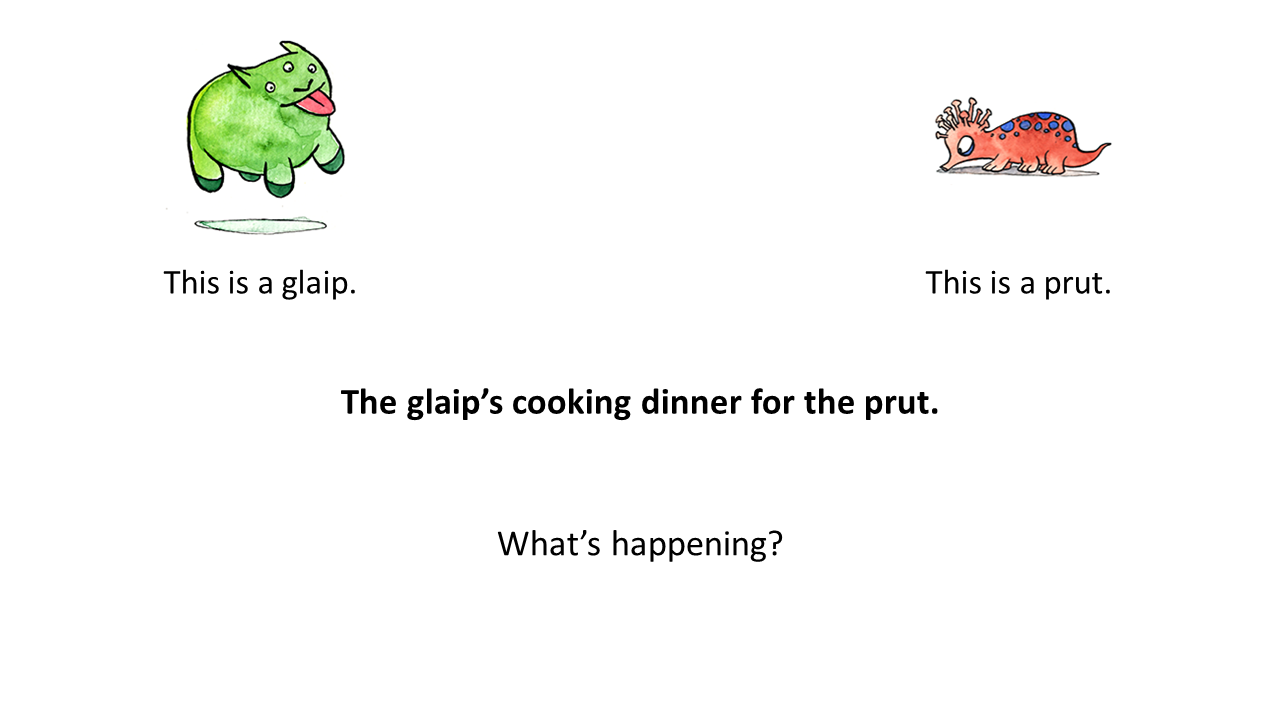 This is a glaip.
This is a prut.
The glaip’s cooking dinner for the prut.
What’s happening?